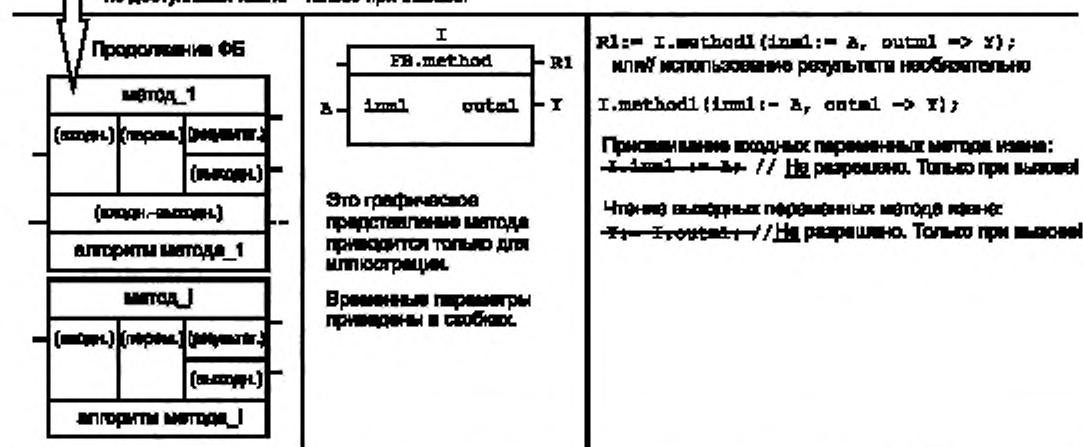 Продолжение ФБ
метод_1
(входн.) (перем.) (результ.)
(выходн.)
(входн.-выходн.)
алгоритм метода_1
метод_i
(входн.) (перем.) (результ.)
(выходн.)
алгоритм метода_i
I
FB.method
R1
A
inm1 outm1
Y
Это графическое
представление метода
приводится только для
иллюстрации.
Временные параметры
приведены в скобках.
R1:= I.method1(inm1:= A, outm1 => Y);
или// использование результата необязательно
I.method1(inm1:= A, outm1 => Y);
Присваивание входных переменных метода извне:
I.inm1 := A; // Не разрешено. Только при вызове!
Чтение выходных переменных метода извне:
Y:= I.outm1; // Не разрешено. Только при вызове!